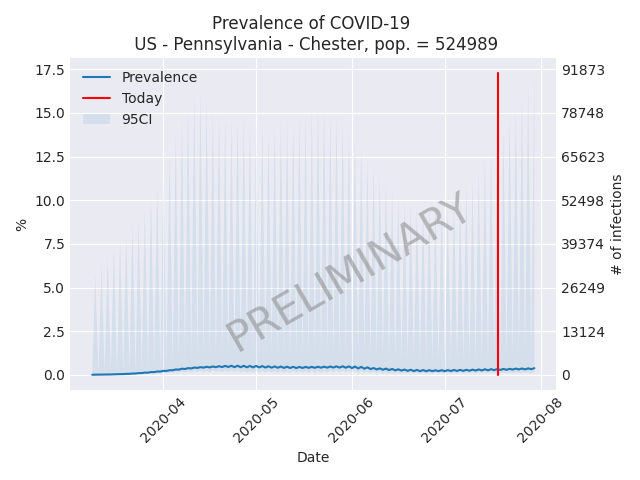 Prevalence of COVID-19
US - Pennsylvania - Chester, pop. = 524989
Prevalence
Today
95CI
17.5
15.0
12.5
10.0
7.5
5.0
2.5
0.0
%
91873
78748
65623
52498
39374
26249
13124
0
# of infections
PRELIMINARY
2020-04
2020-05
2020-06
2020-07
2020-08
Date